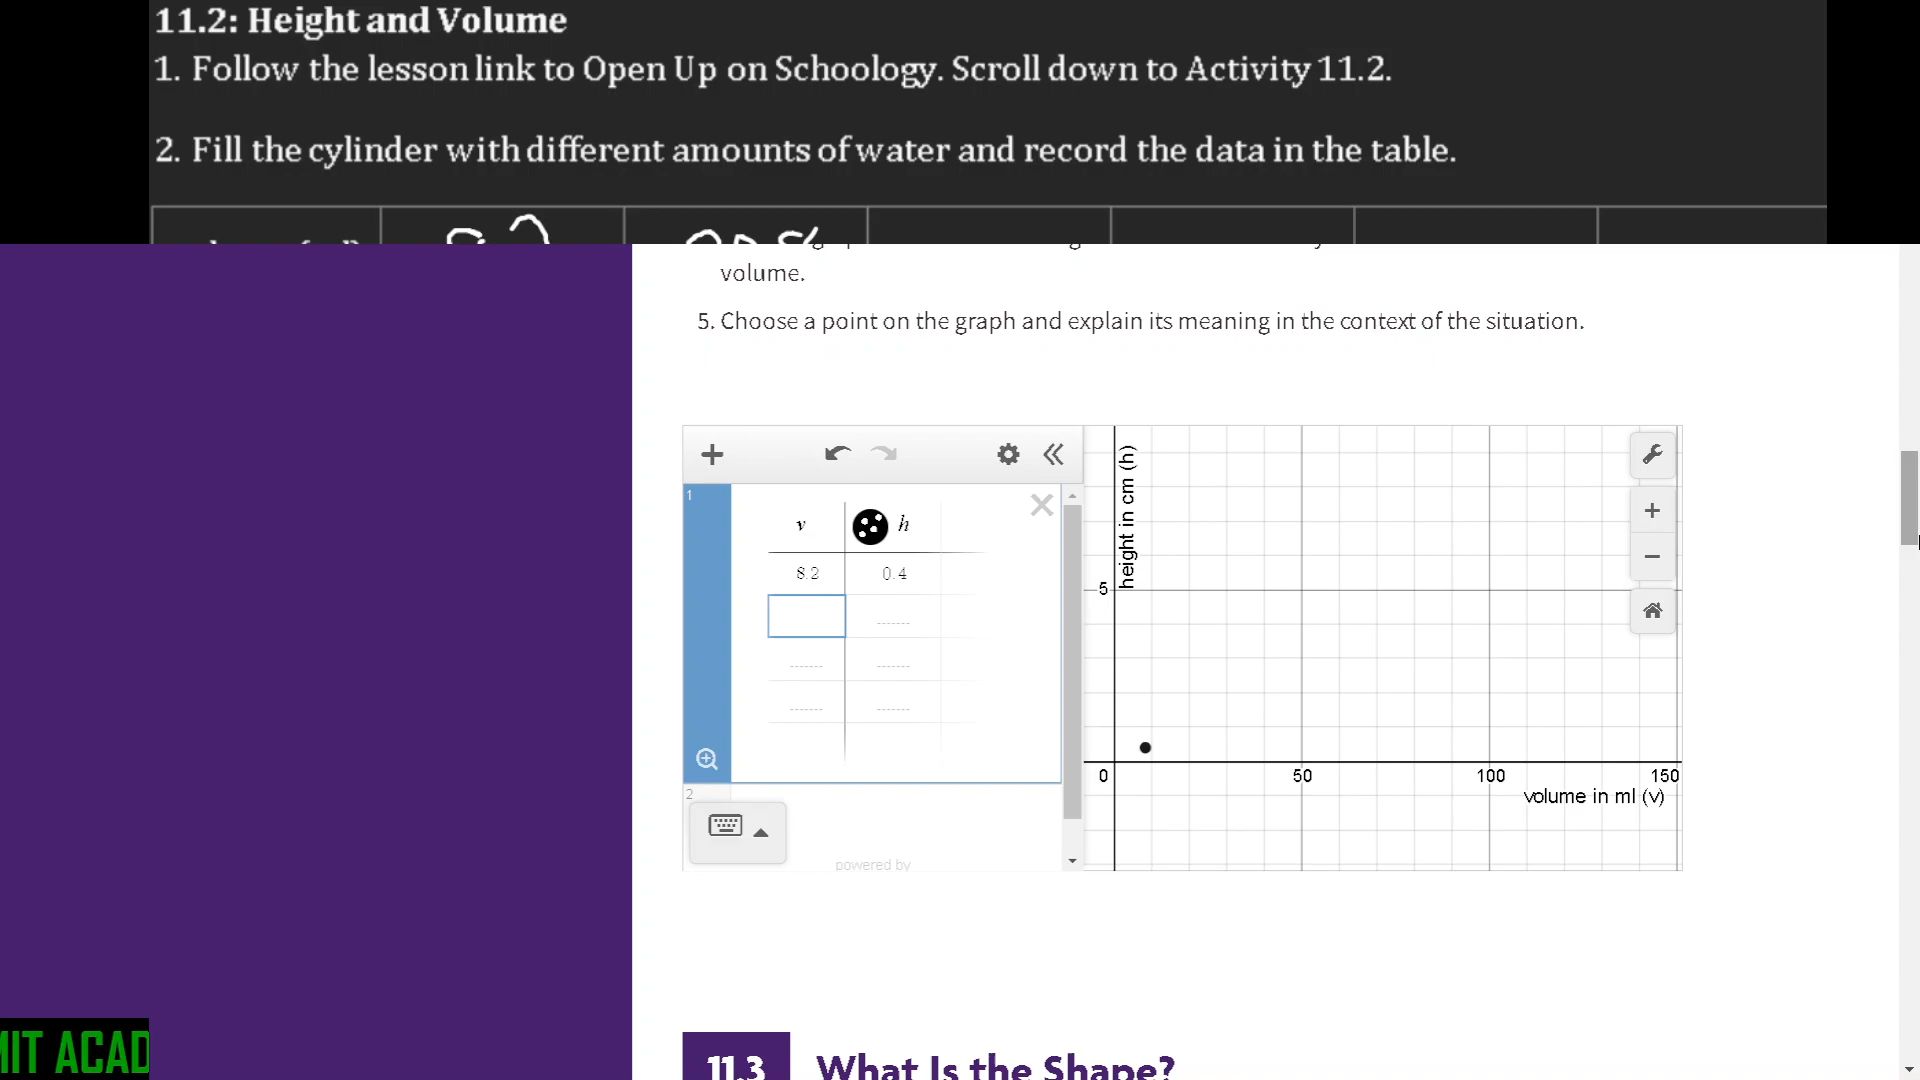 11.2: Height and Volume
1. Follow the lesson link to Open Up on Schoology. Scroll down to Activity 11.2.
2. Fill the cylinder with different amounts of water and record the data in the table.
volume.
5. Choose a point on the graph and explain its meaning in the context of the situation.
1
v h
8.2 0.4
2
powered by
height in cm (h)
5
0 50 100 150
volume in ml (v)
11.3 What Is the Shape?
MIT ACAD